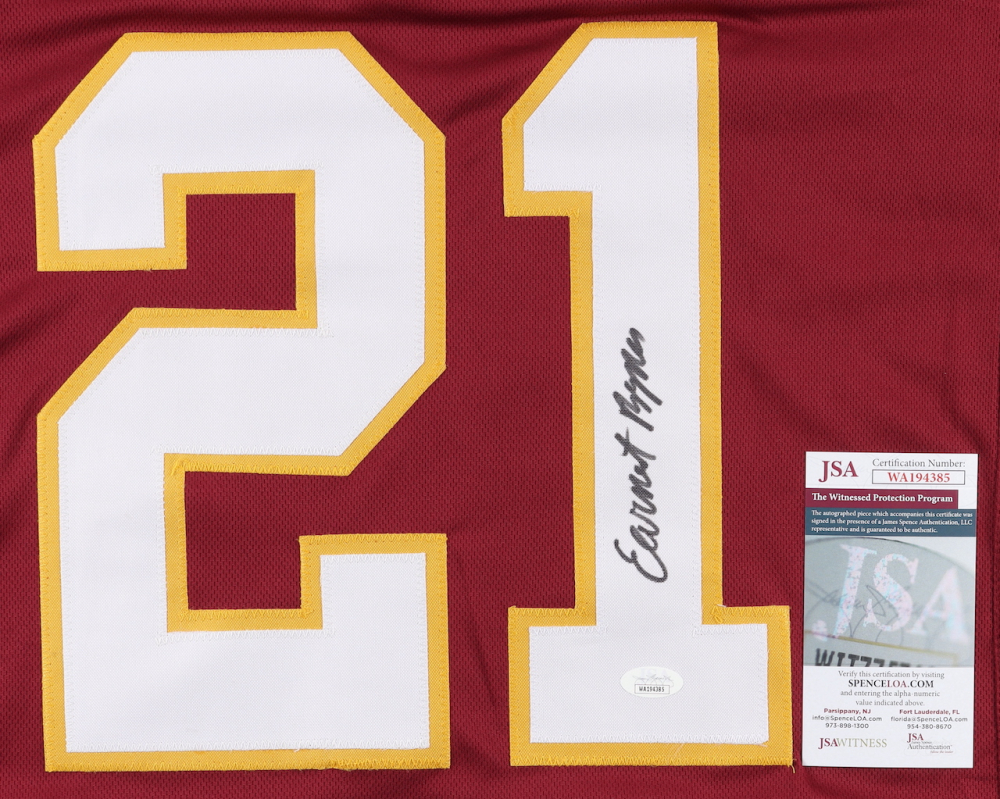 21
Earnest Byner
WA194385
JSA
Certification Number:
WA194385
The Witnessed Protection Program
The autographed piece which accompanies this certificate was
signed in the presence of a James Spence Authentication, LLC
representative and is guaranteed to be authentic.
JSA
Verify this certification by visiting
SPENCELOA.COM
and entering the alpha numeric
value indicated above.
Parsippany, NJ
info@SpenceLOA.com
973-898-1300
Fort Lauderdale, FL
florida@SpenceLOA.com
954-380-8670
JSAWITNESS
JSA
Authentication